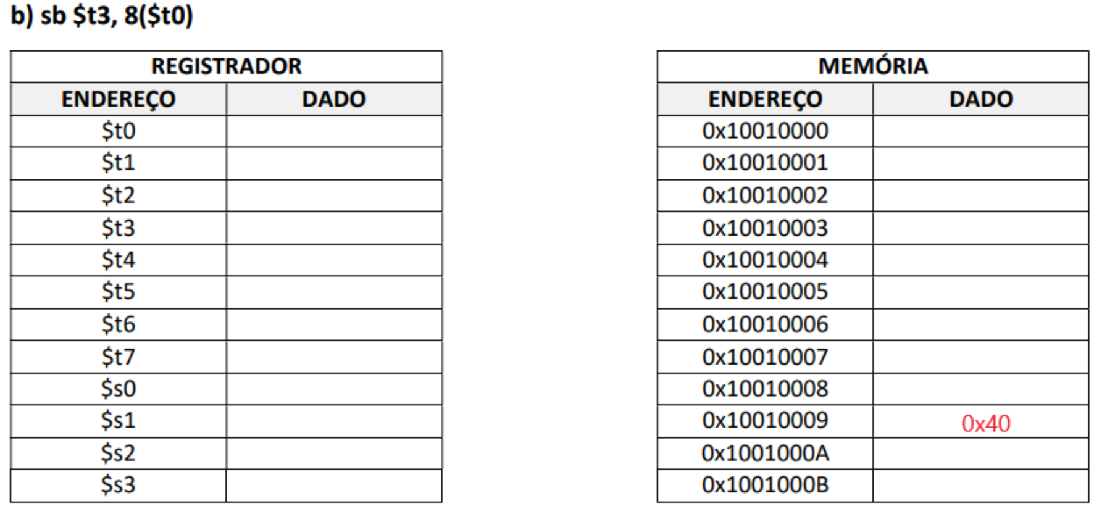 b) sb $t3, 8($t0)
REGISTRADOR
ENDEREÇO DADO
$t0
$t1
$t2
$t3
$t4
$t5
$t6
$t7
$s0
$s1
$s2
$s3
MEMÓRIA
ENDEREÇO DADO
0x10010000
0x10010001
0x10010002
0x10010003
0x10010004
0x10010005
0x10010006
0x10010007
0x10010008
0x10010009 0x40
0x1001000A
0x1001000B